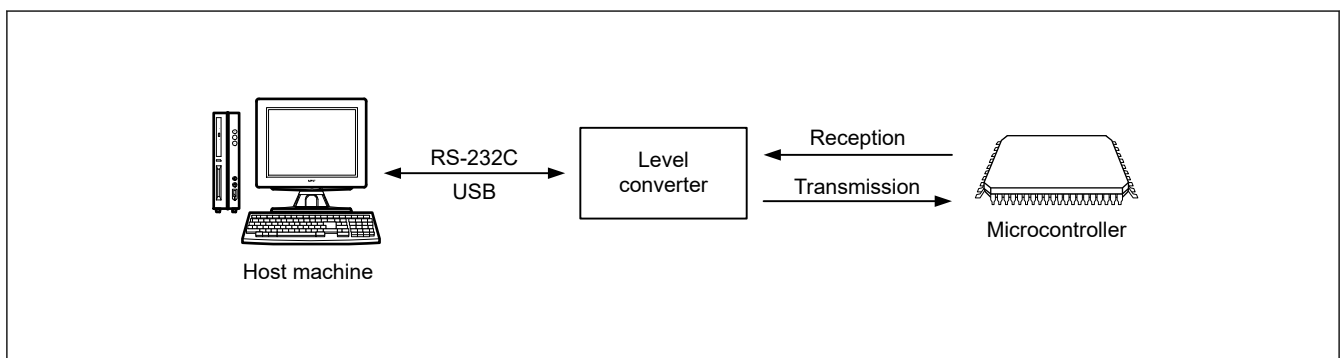 RS-232C
USB
Level
converter
Reception
Transmission
Microcontroller
Host machine